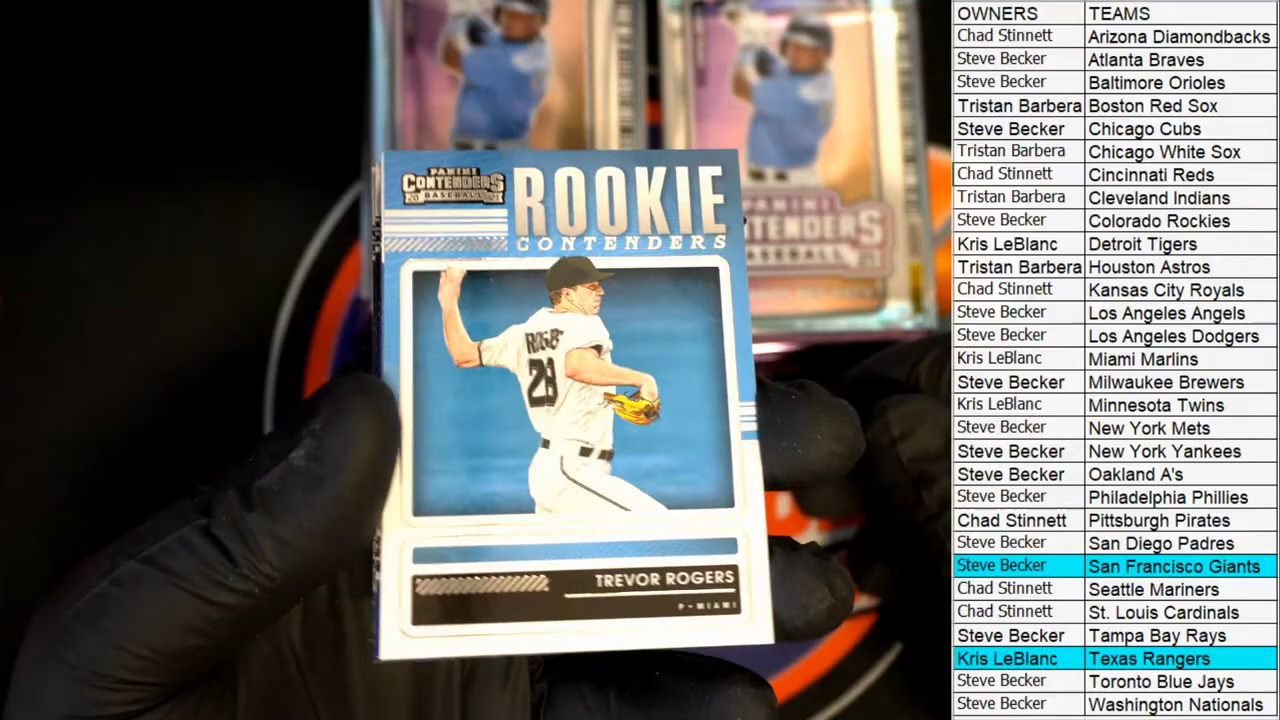 PANINI
CONTENDERS
20 BASEBALL 21
ROOKIE
CONTENDERS
28
TREVOR ROGERS
P - MIAMI
PANINI
BASEBALL
OWNERS TEAMS
Chad Stinnett Arizona Diamondbacks
Steve Becker Atlanta Braves
Steve Becker Baltimore Orioles
Tristan Barbera Boston Red Sox
Steve Becker Chicago Cubs
Tristan Barbera Chicago White Sox
Chad Stinnett Cincinnati Reds
Tristan Barbera Cleveland Indians
Steve Becker Colorado Rockies
Kris LeBlanc Detroit Tigers
Tristan Barbera Houston Astros
Chad Stinnett Kansas City Royals
Steve Becker Los Angeles Angels
Steve Becker Los Angeles Dodgers
Kris LeBlanc Miami Marlins
Steve Becker Milwaukee Brewers
Kris LeBlanc Minnesota Twins
Steve Becker New York Mets
Steve Becker New York Yankees
Steve Becker Oakland A's
Steve Becker Philadelphia Phillies
Chad Stinnett Pittsburgh Pirates
Steve Becker San Diego Padres
Steve Becker San Francisco Giants
Chad Stinnett Seattle Mariners
Chad Stinnett St. Louis Cardinals
Steve Becker Tampa Bay Rays
Kris LeBlanc Texas Rangers
Steve Becker Toronto Blue Jays
Steve Becker Washington Nationals